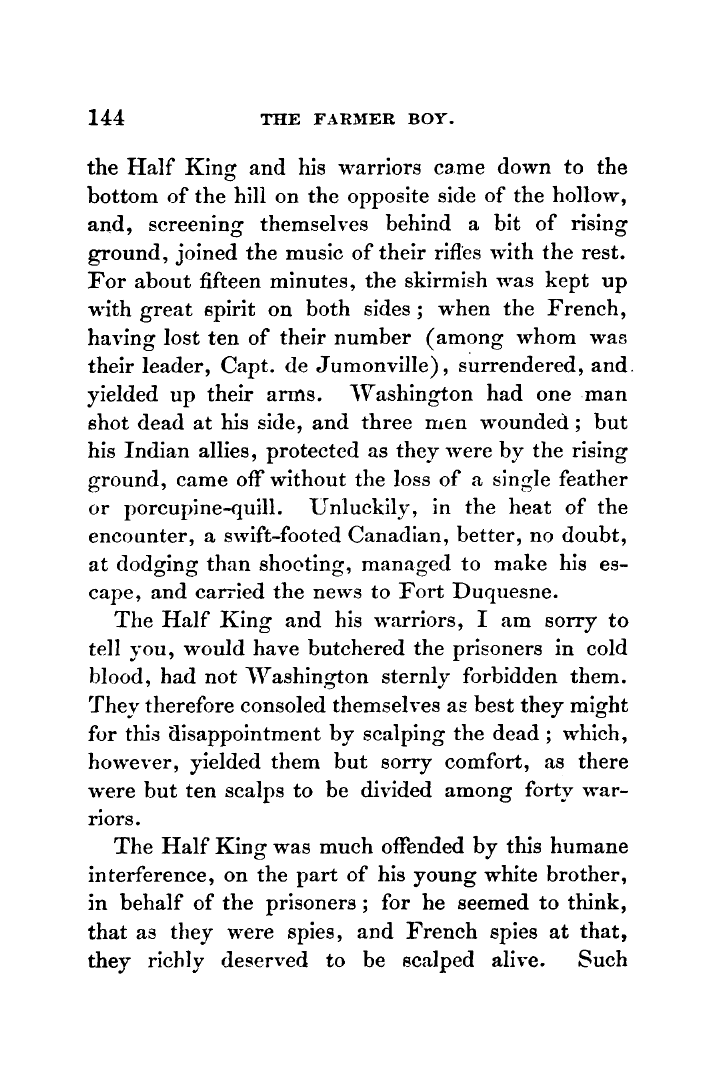 144 THE FARMER BOY.
the Half King and his warriors came down to the
bottom of the hill on the opposite side of the hollow,
and, screening themselves behind a bit of rising
ground, joined the music of their rifles with the rest.
For about fifteen minutes, the skirmish was kept up
with great spirit on both sides; when the French,
having lost ten of their number (among whom was
their leader, Capt. de Jumonville), surrendered, and
yielded up their arms. Washington had one man
shot dead at his side, and three men wounded; but
his Indian allies, protected as they were by the rising
ground, came off without the loss of a single feather
or porcupine-quill. Unluckily, in the heat of the
encounter, a swift-footed Canadian, better, no doubt,
at dodging than shooting, managed to make his es-
cape, and carried the news to Fort Duquesne.
The Half King and his warriors, I am sorry to
tell you, would have butchered the prisoners in cold
blood, had not Washington sternly forbidden them.
They therefore consoled themselves as best they might
for this disappointment by scalping the dead; which,
however, yielded them but sorry comfort, as there
were but ten scalps to be divided among forty war-
riors.
The Half King was much offended by this humane
interference, on the part of his young white brother,
in behalf of the prisoners; for he seemed to think,
that as they were spies, and French spies at that,
they richly deserved to be scalped alive. Such